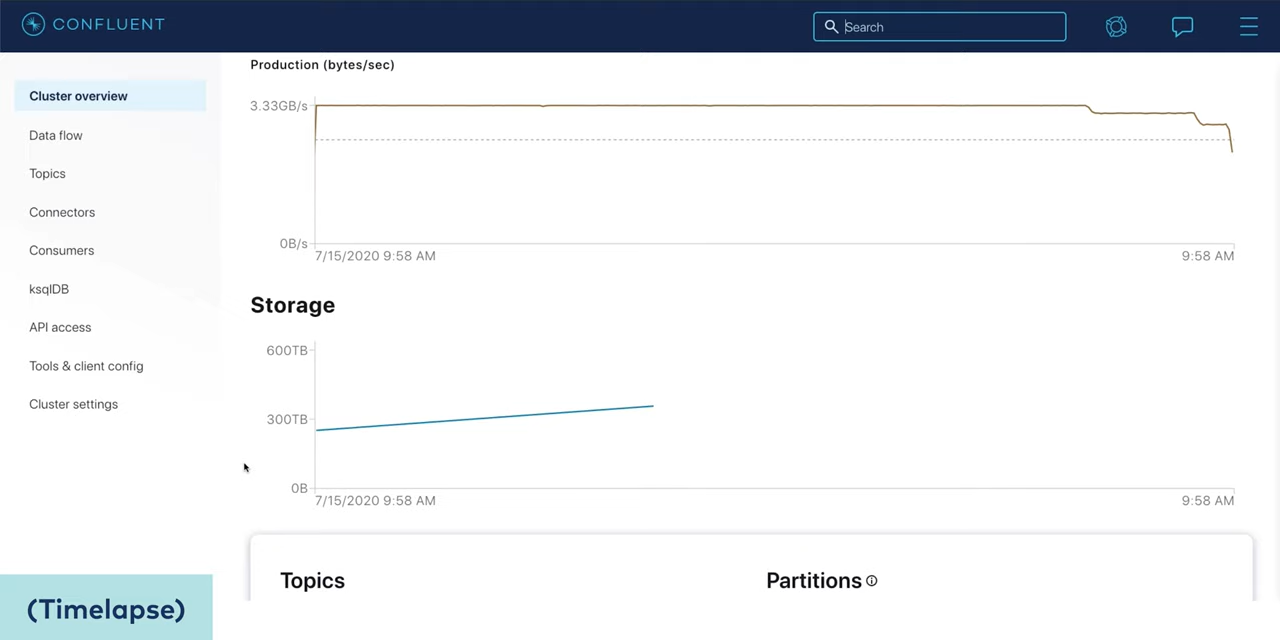 CONFLUENT
Search
Cluster overview
Data flow
Topics
Connectors
Consumers
ksqlDB
API access
Tools & client config
Cluster settings
Production (bytes/sec)
3.33GB/s
0B/s
7/15/2020 9:58 AM
9:58 AM
Storage
600TB
300TB
0B
7/15/2020 9:58 AM
9:58 AM
Topics
Partitions
(Timelapse)